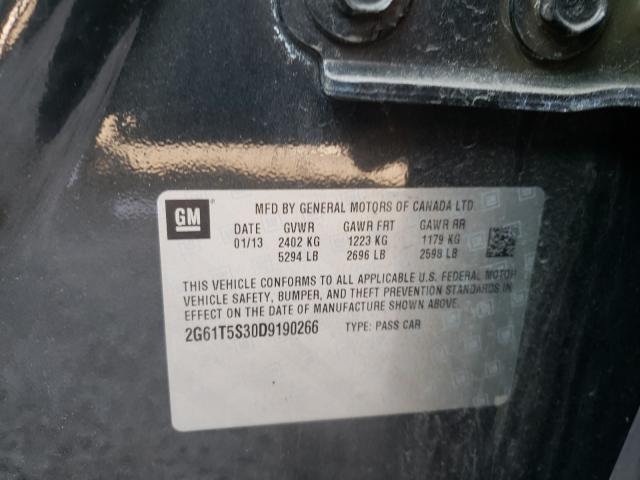 GM
MFD BY GENERAL MOTORS OF CANADA LTD
DATE GVWR GAWR FRT GAWR RR
01/13 2402 KG 1223 KG 1179 KG
5294 LB 2696 LB 2598 LB
THIS VEHICLE CONFORMS TO ALL APPLICABLE U.S. FEDERAL MOTOR
VEHICLE SAFETY, BUMPER, AND THEFT PREVENTION STANDARDS IN
EFFECT ON THE DATE OF MANUFACTURE SHOWN ABOVE.
2G61T5S30D9190266 TYPE: PASS CAR